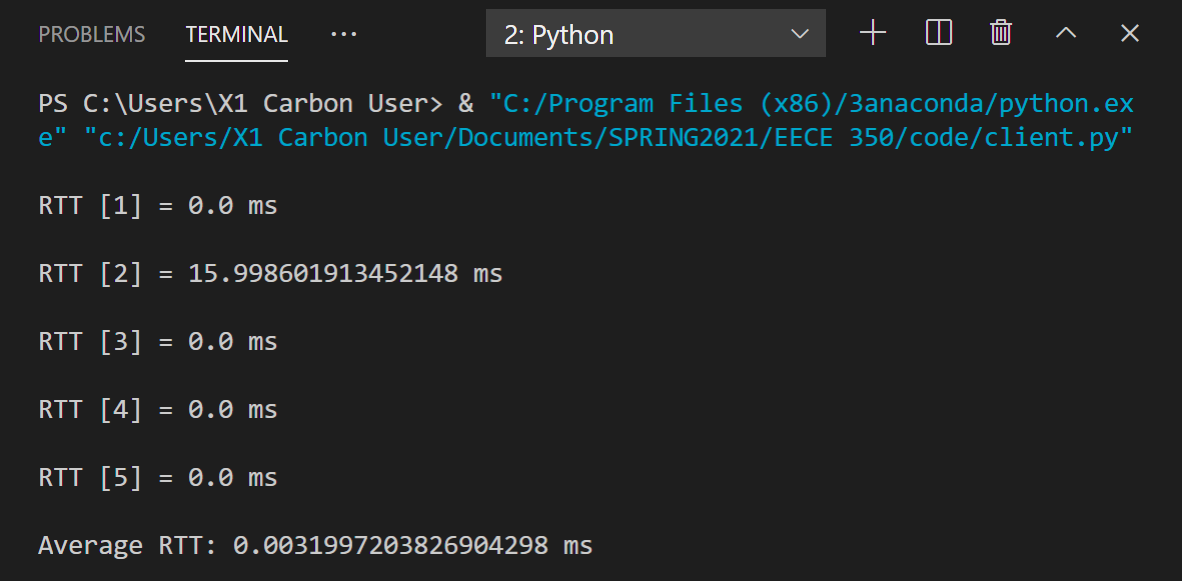 PROBLEMS TERMINAL ··· 2: Python
PS C:\Users\X1 Carbon User> & "C:/Program Files (x86)/3anaconda/python.ex
e" "c:/Users/X1 Carbon User/Documents/SPRING2021/EECE 350/code/client.py"
RTT [1] = 0.0 ms
RTT [2] = 15.998601913452148 ms
RTT [3] = 0.0 ms
RTT [4] = 0.0 ms
RTT [5] = 0.0 ms
Average RTT: 0.0031997203826904298 ms